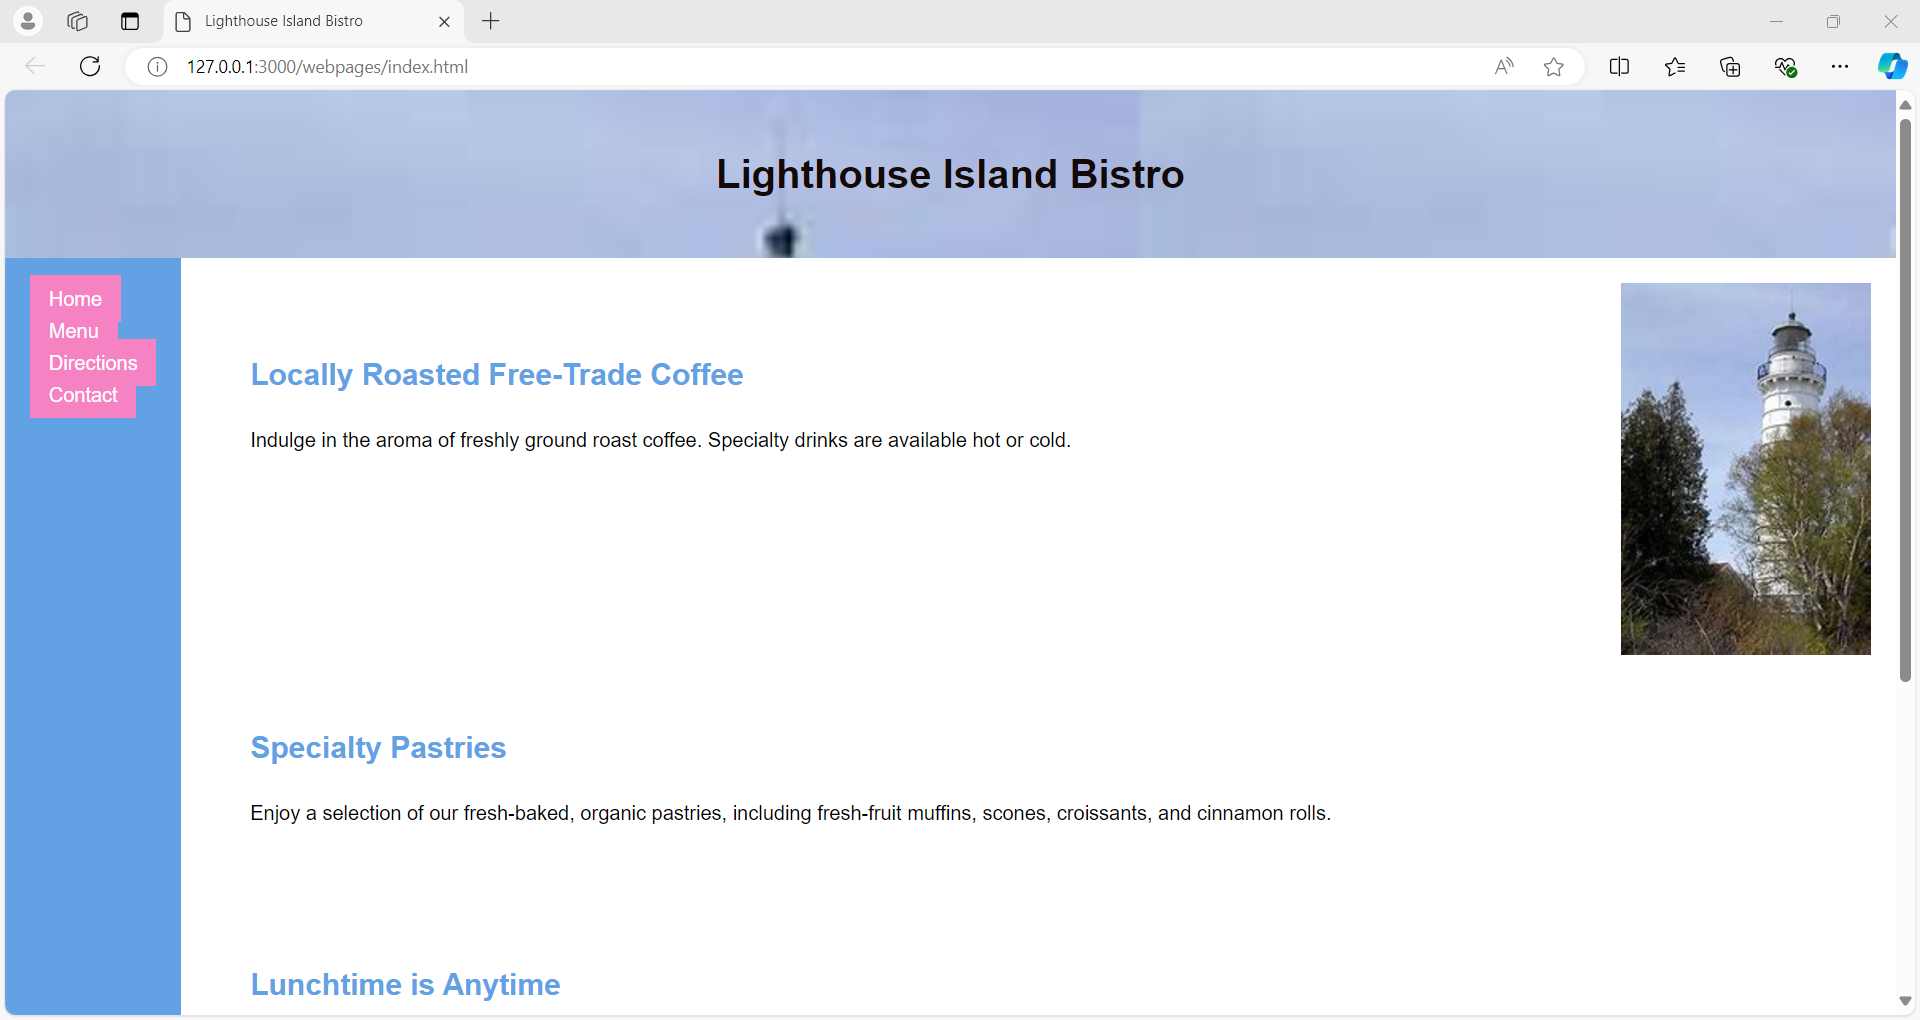 Lighthouse Island Bistro
127.0.0.1:3000/webpages/index.html
Lighthouse Island Bistro
Home
Menu
Directions
Contact
Locally Roasted Free-Trade Coffee
Indulge in the aroma of freshly ground roast coffee. Specialty drinks are available hot or cold.
Specialty Pastries
Enjoy a selection of our fresh-baked, organic pastries, including fresh-fruit muffins, scones, croissants, and cinnamon rolls.
Lunchtime is Anytime